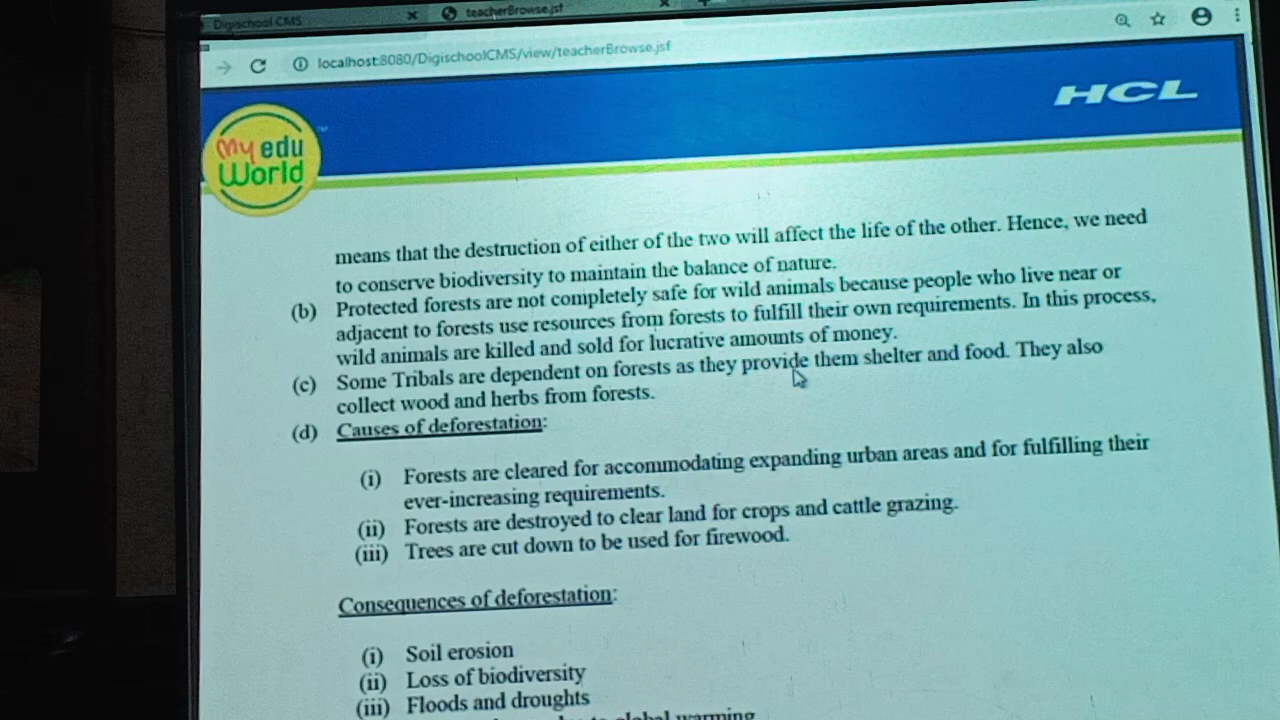 Digischool CMS
teacherBrowse.jsf
localhost:8080/DigischoolCMS/view/teacherBrowse.jsf
HCL
My edu
World
TM
means that the destruction of either of the two will affect the life of the other. Hence, we need
to conserve biodiversity to maintain the balance of nature.
(b) Protected forests are not completely safe for wild animals because people who live near or
adjacent to forests use resources from forests to fulfill their own requirements. In this process,
wild animals are killed and sold for lucrative amounts of money.
(c) Some Tribals are dependent on forests as they provide them shelter and food. They also
collect wood and herbs from forests.
(d) Causes of deforestation:
(i) Forests are cleared for accommodating expanding urban areas and for fulfilling their
ever-increasing requirements.
(ii) Forests are destroyed to clear land for crops and cattle grazing.
(iii) Trees are cut down to be used for firewood.
Consequences of deforestation:
(i) Soil erosion
(ii) Loss of biodiversity
(iii) Floods and droughts
global warming